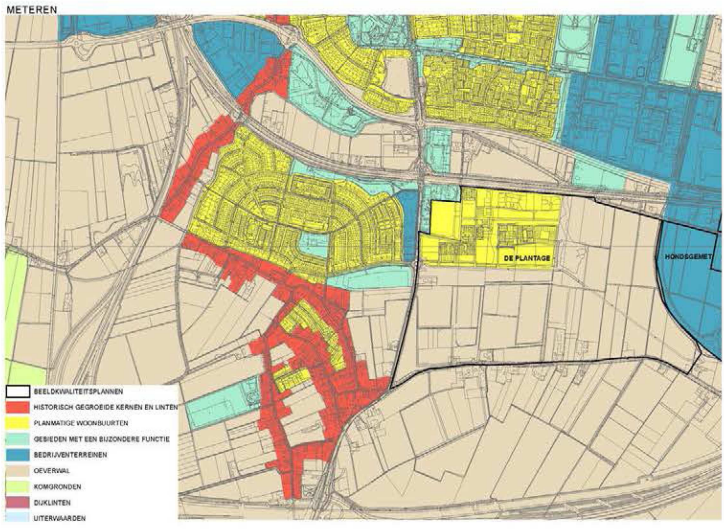 METEREN
DE PLANTAGE
HONDSGEMET
BEELDKWALITEITSPLANNEN
HISTORISCH GEGROEIDE KERNEN EN LINTEN
PLANMATIGE WOONBUURTEN
GEBIEDEN MET EEN BIJZONDERE FUNCTIE
BEDRIJVENTERREINEN
OEVERWAL
KOMGRONDEN
DIJKLINTEN
UITERWAARDEN